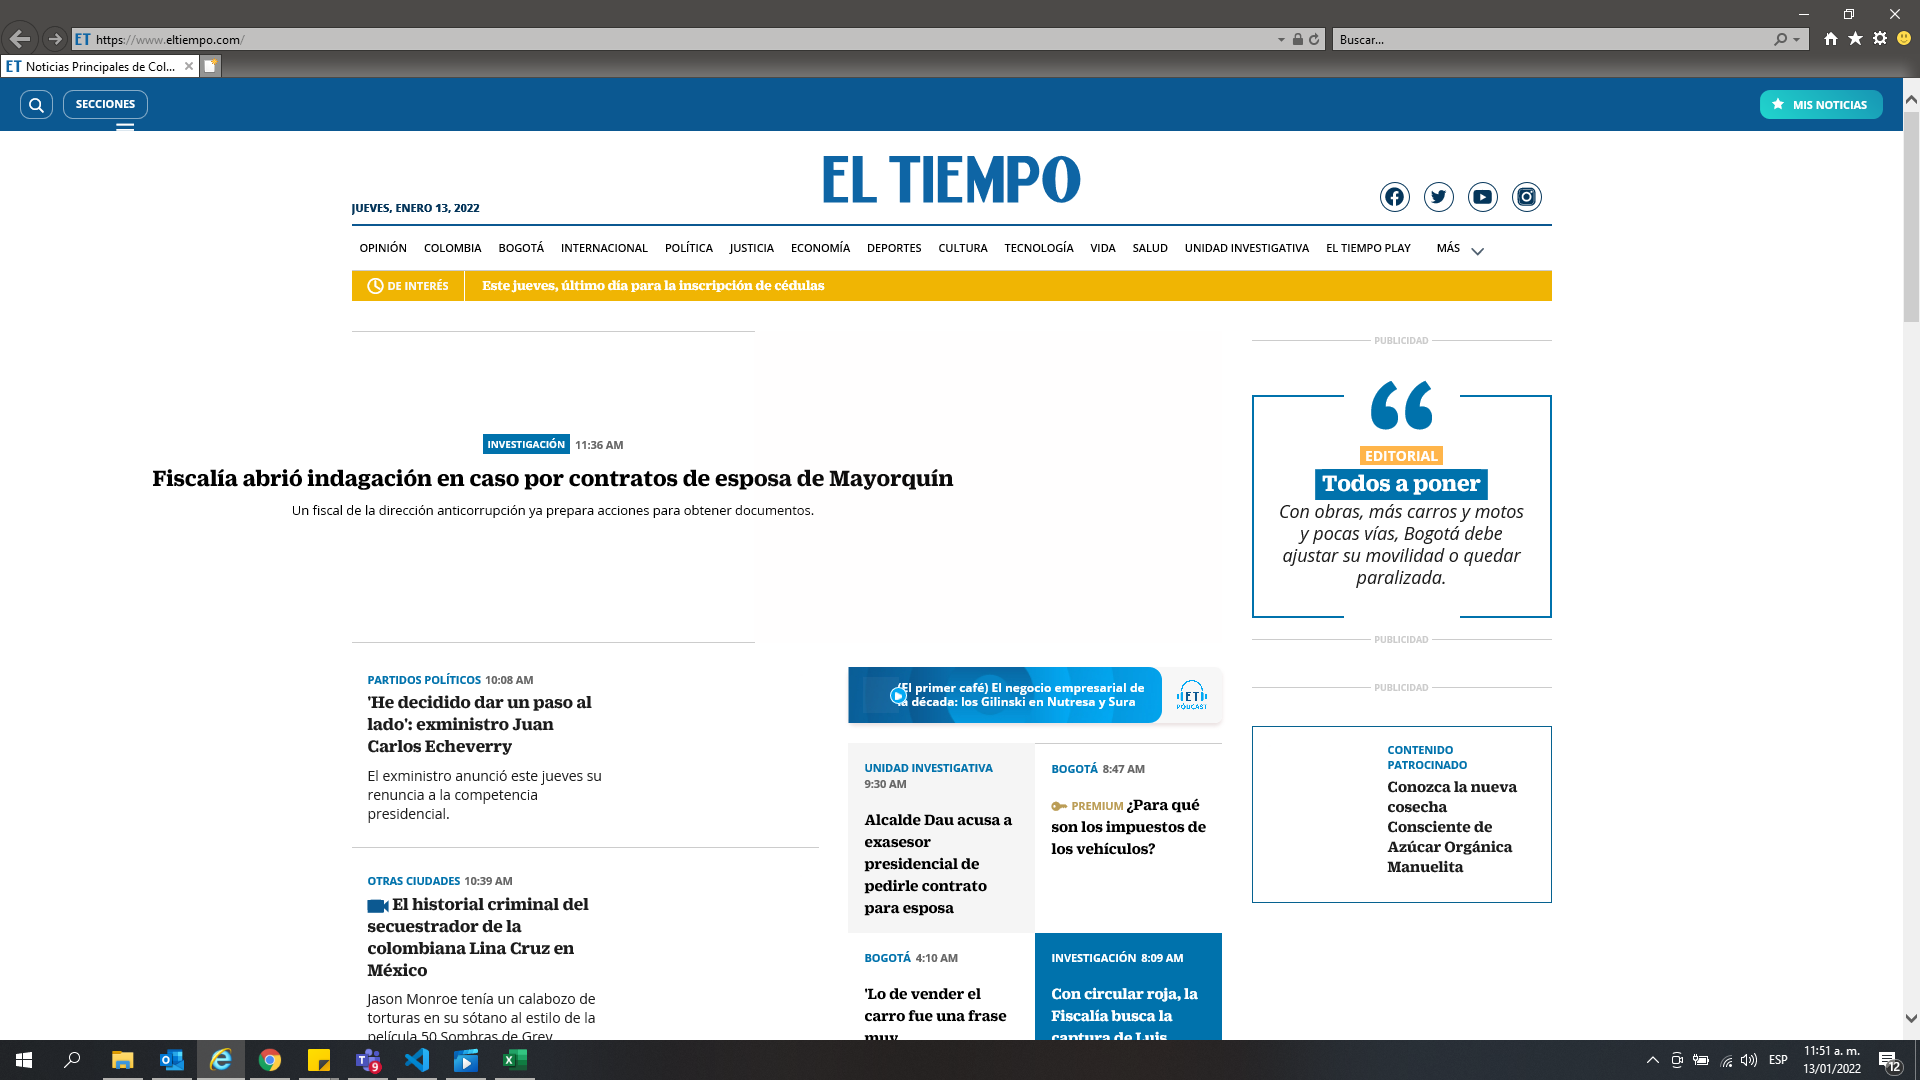 https://www.eltiempo.com/
Buscar...
ET Noticias Principales de Col...
SECCIONES
MIS NOTICIAS
EL TIEMPO
JUEVES, ENERO 13, 2022
OPINIÓN COLOMBIA BOGOTÁ INTERNACIONAL POLÍTICA JUSTICIA ECONOMÍA DEPORTES CULTURA TECNOLOGÍA VIDA SALUD UNIDAD INVESTIGATIVA EL TIEMPO PLAY MÁS
DE INTERÉS
Este jueves, último día para la inscripción de cédulas
INVESTIGACIÓN 11:36 AM
Fiscalía abrió indagación en caso por contratos de esposa de Mayorquín
Un fiscal de la dirección anticorrupción ya prepara acciones para obtener documentos.
PARTIDOS POLÍTICOS 10:08 AM
'He decidido dar un paso al
lado': exministro Juan
Carlos Echeverry
El exministro anunció este jueves su
renuncia a la competencia
presidencial.
OTRAS CIUDADES 10:39 AM
El historial criminal del
secuestrador de la
colombiana Lina Cruz en
México
Jason Monroe tenía un calabozo de
torturas en su sótano al estilo de la
película 50 Sombras de Grey
(El primer café) El negocio empresarial de
la década: los Gilinski en Nutresa y Sura
ET
PÓDCAST
UNIDAD INVESTIGATIVA
9:30 AM
Alcalde Dau acusa a
exasesor
presidencial de
pedirle contrato
para esposa
BOGOTÁ 8:47 AM
PREMIUM ¿Para qué
son los impuestos de
los vehículos?
BOGOTÁ 4:10 AM
'Lo de vender el
carro fue una frase
muy
INVESTIGACIÓN 8:09 AM
Con circular roja, la
Fiscalía busca la
captura de Luis
PUBLICIDAD
EDITORIAL
Todos a poner
Con obras, más carros y motos
y pocas vías, Bogotá debe
ajustar su movilidad o quedar
paralizada.
PUBLICIDAD
PUBLICIDAD
CONTENIDO
PATROCINADO
Conozca la nueva
cosecha
Consciente de
Azúcar Orgánica
Manuelita
9
ESP
11:51 a. m.
13/01/2022
12